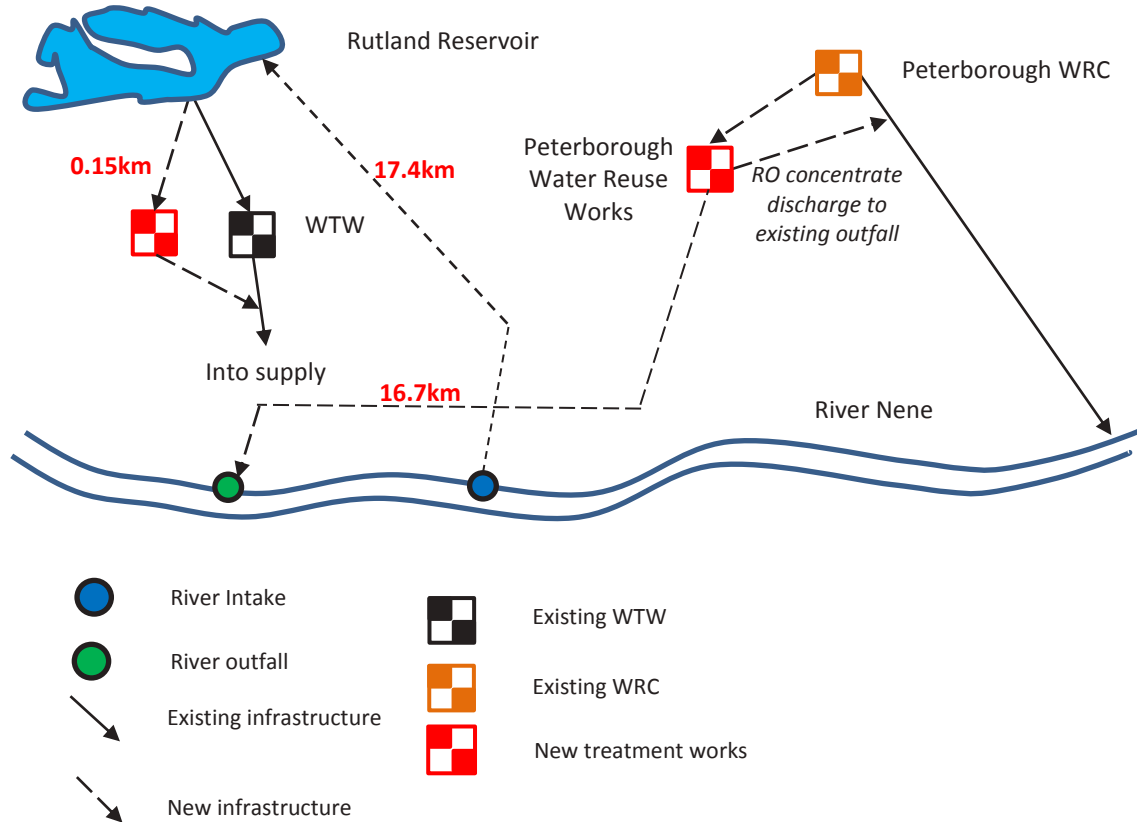 Rutland Reservoir
Peterborough WRC
0.15km
17.4km
Peterborough
Water Reuse
Works
RO concentrate
discharge to
existing outfall
WTW
Into supply
16.7km
River Nene
River Intake
River outfall
Existing infrastructure
New infrastructure
Existing WTW
Existing WRC
New treatment works